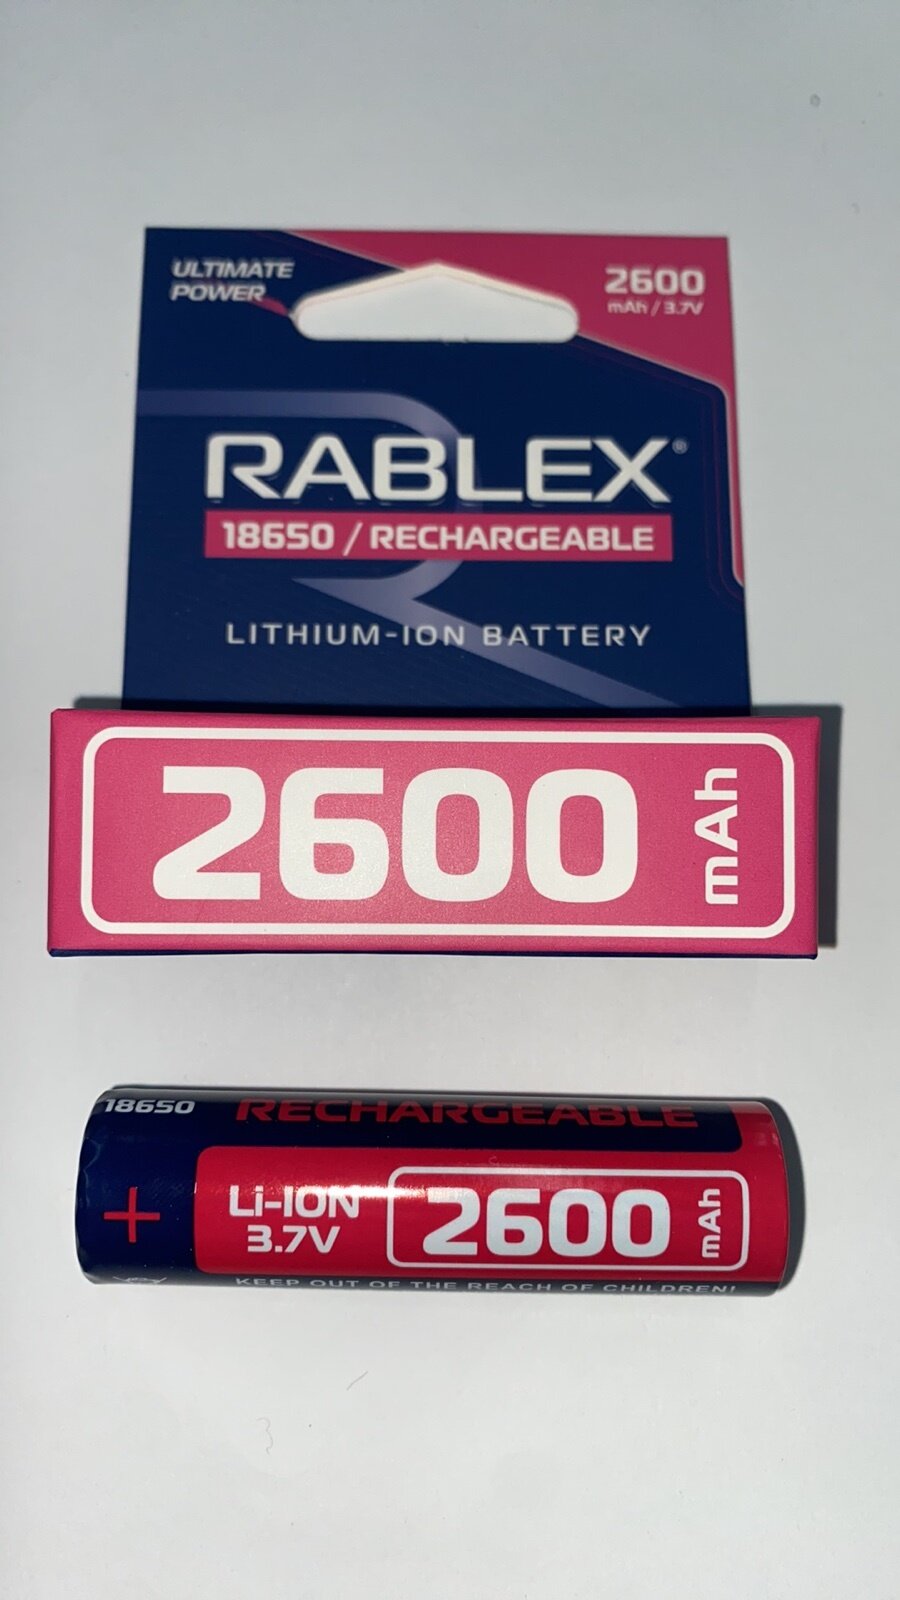 ULTIMATE
POWER
2600
mAh / 3.7V
RABLEX®
18650 / RECHARGEABLE
LITHIUM-ION BATTERY
2600 mAh
18650 RECHARGEABLE
+
Li-ION
3.7V
2600 mAh
KEEP OUT OF THE REACH OF CHILDREN!